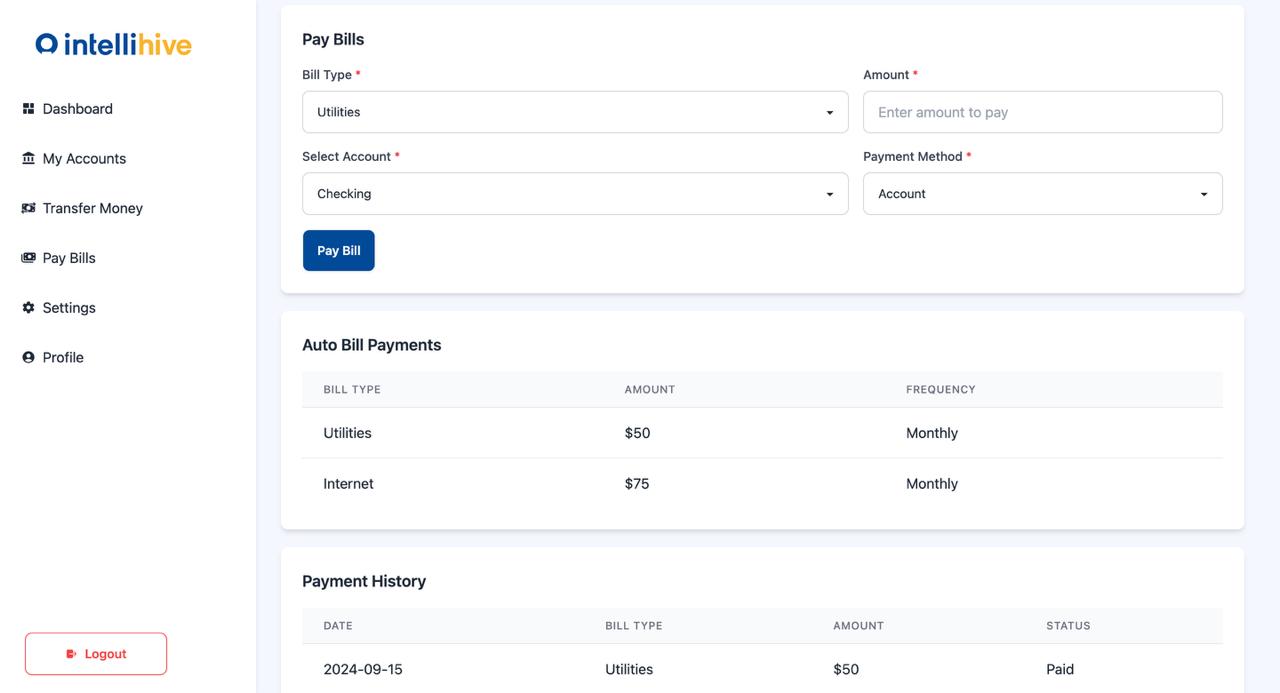 intellihive
Dashboard
My Accounts
Transfer Money
Pay Bills
Settings
Profile
Logout
Pay Bills
Bill Type *
Amount *
Utilities
Enter amount to pay
Select Account *
Payment Method *
Checking
Account
Pay Bill
Auto Bill Payments
BILL TYPE AMOUNT FREQUENCY
Utilities $50 Monthly
Internet $75 Monthly
Payment History
DATE BILL TYPE AMOUNT STATUS
2024-09-15 Utilities $50 Paid